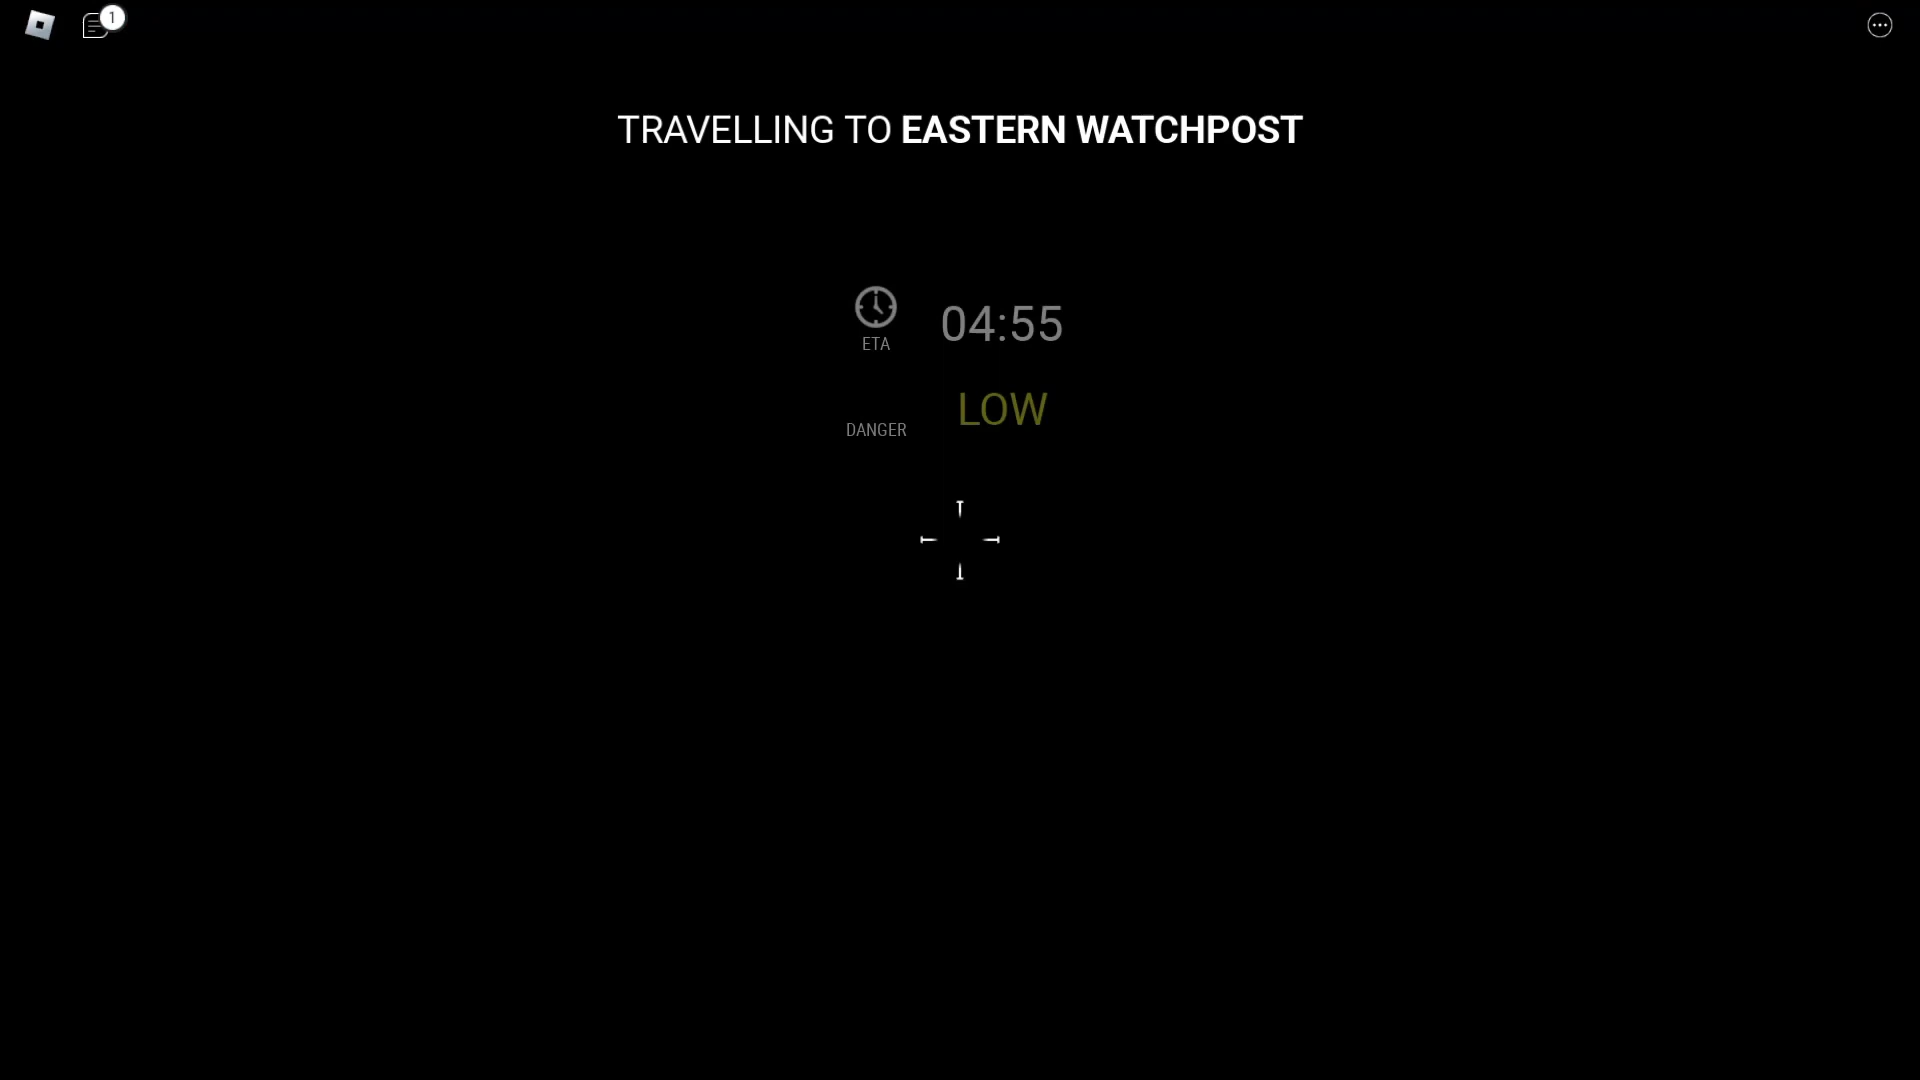 1
TRAVELLING TO EASTERN WATCHPOST
04:55
ETA
LOW
DANGER